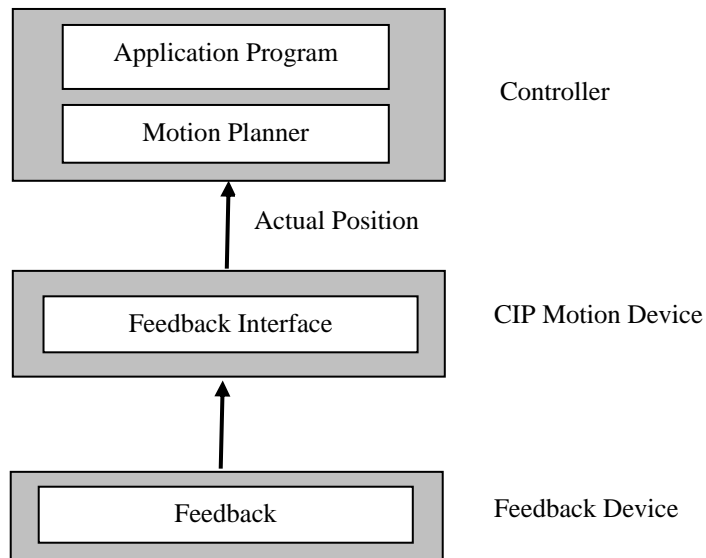 Application Program
Controller
Motion Planner
Actual Position
CIP Motion Device
Feedback Interface
Feedback Device
Feedback